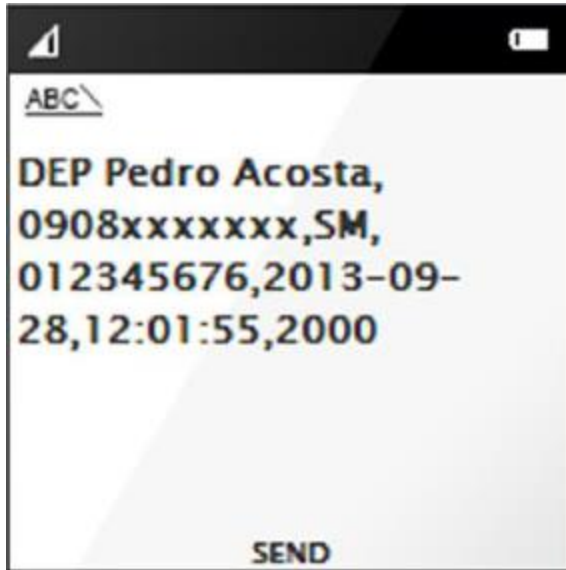 ABC
DEP Pedro Acosta,
0908xxxxxxx,SM,
012345676,2013-09-
28,12:01:55,2000
SEND